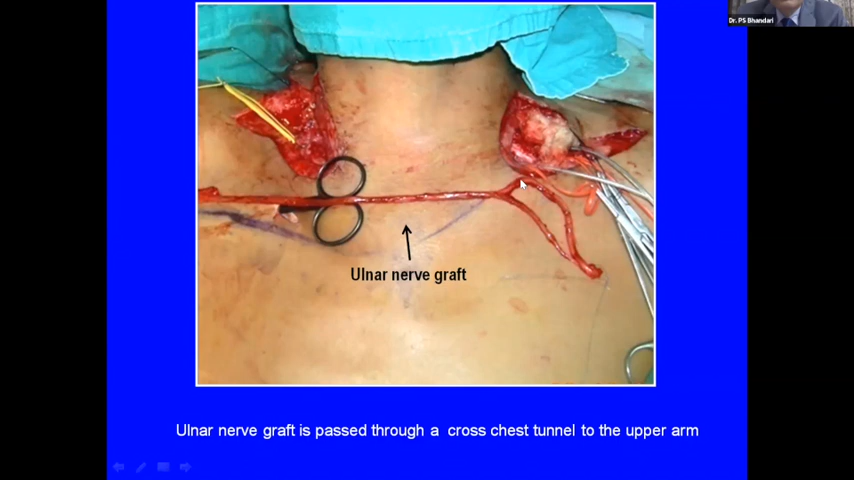 Dr. PS Bhandari
Ulnar nerve graft
Ulnar nerve graft is passed through a cross chest tunnel to the upper arm